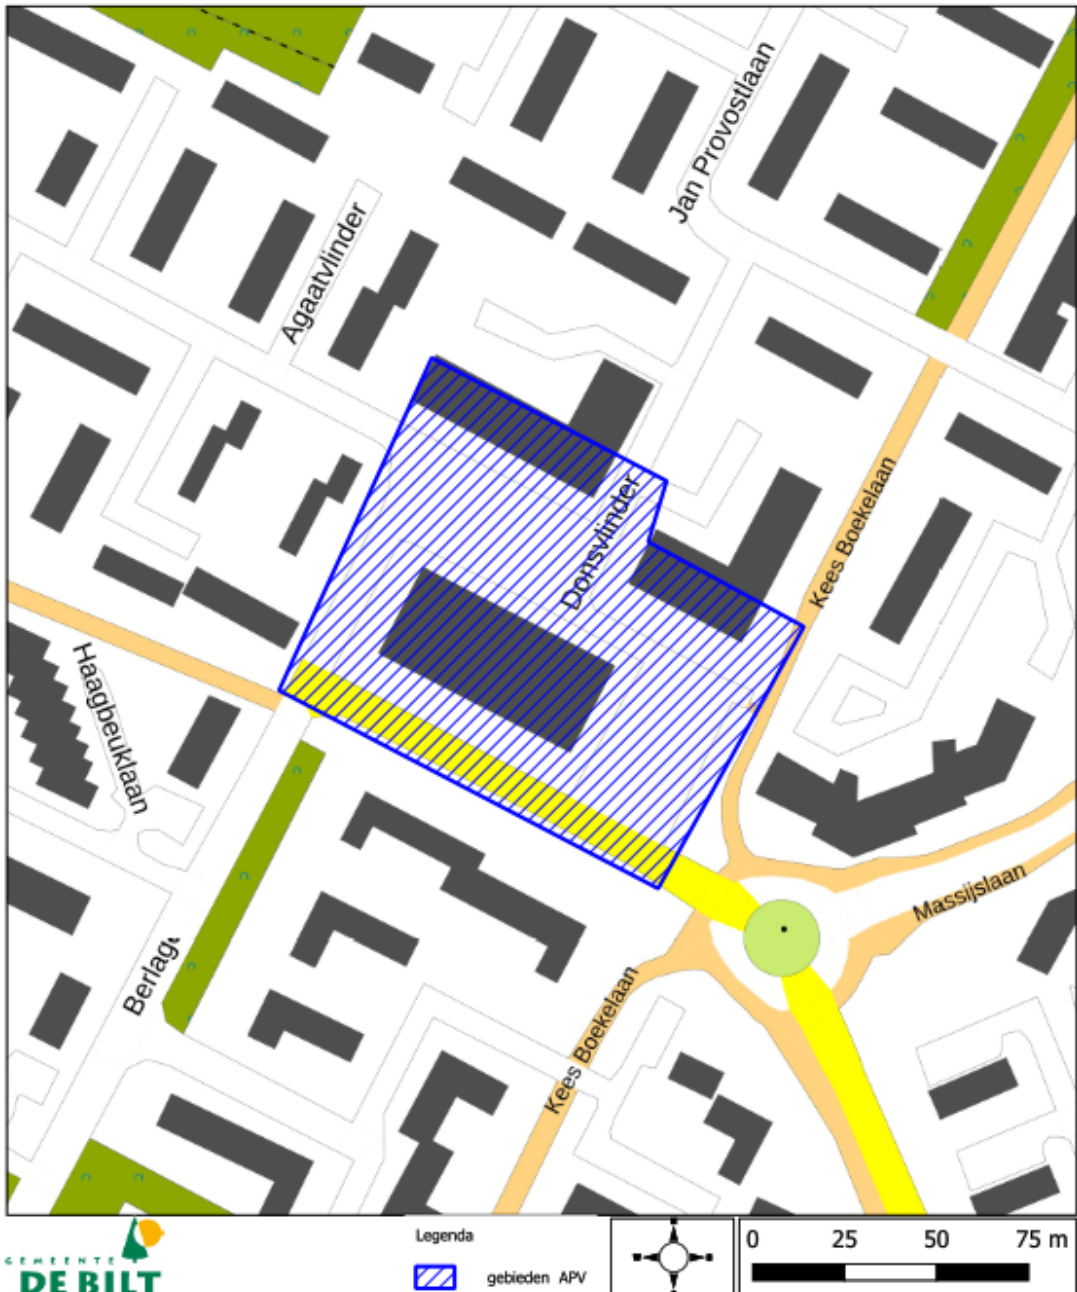 Jan Provostlaan
Agaatvlinder
Donsvlinder
Kees Boekelaan
Haagbeuklaan
Massijslaan
Berlage
Kees Boekelaan
GEMEENTE
DE BILT
Legenda
gebieden APV
0 25 50 75 m